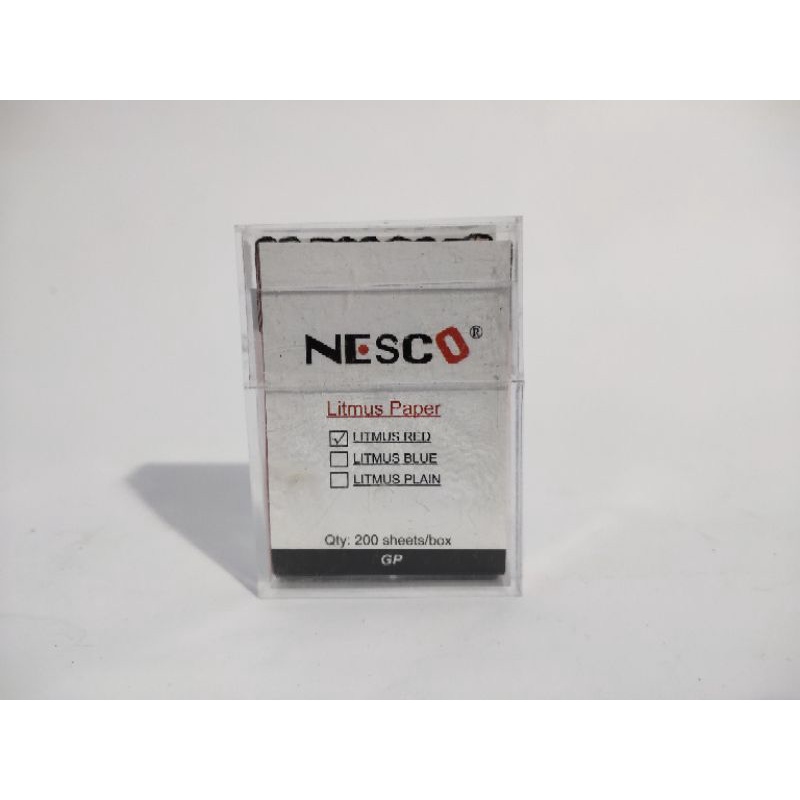 NESCO®
Litmus Paper
LITMUS RED
LITMUS BLUE
LITMUS PLAIN
Qty: 200 sheets/box
GP